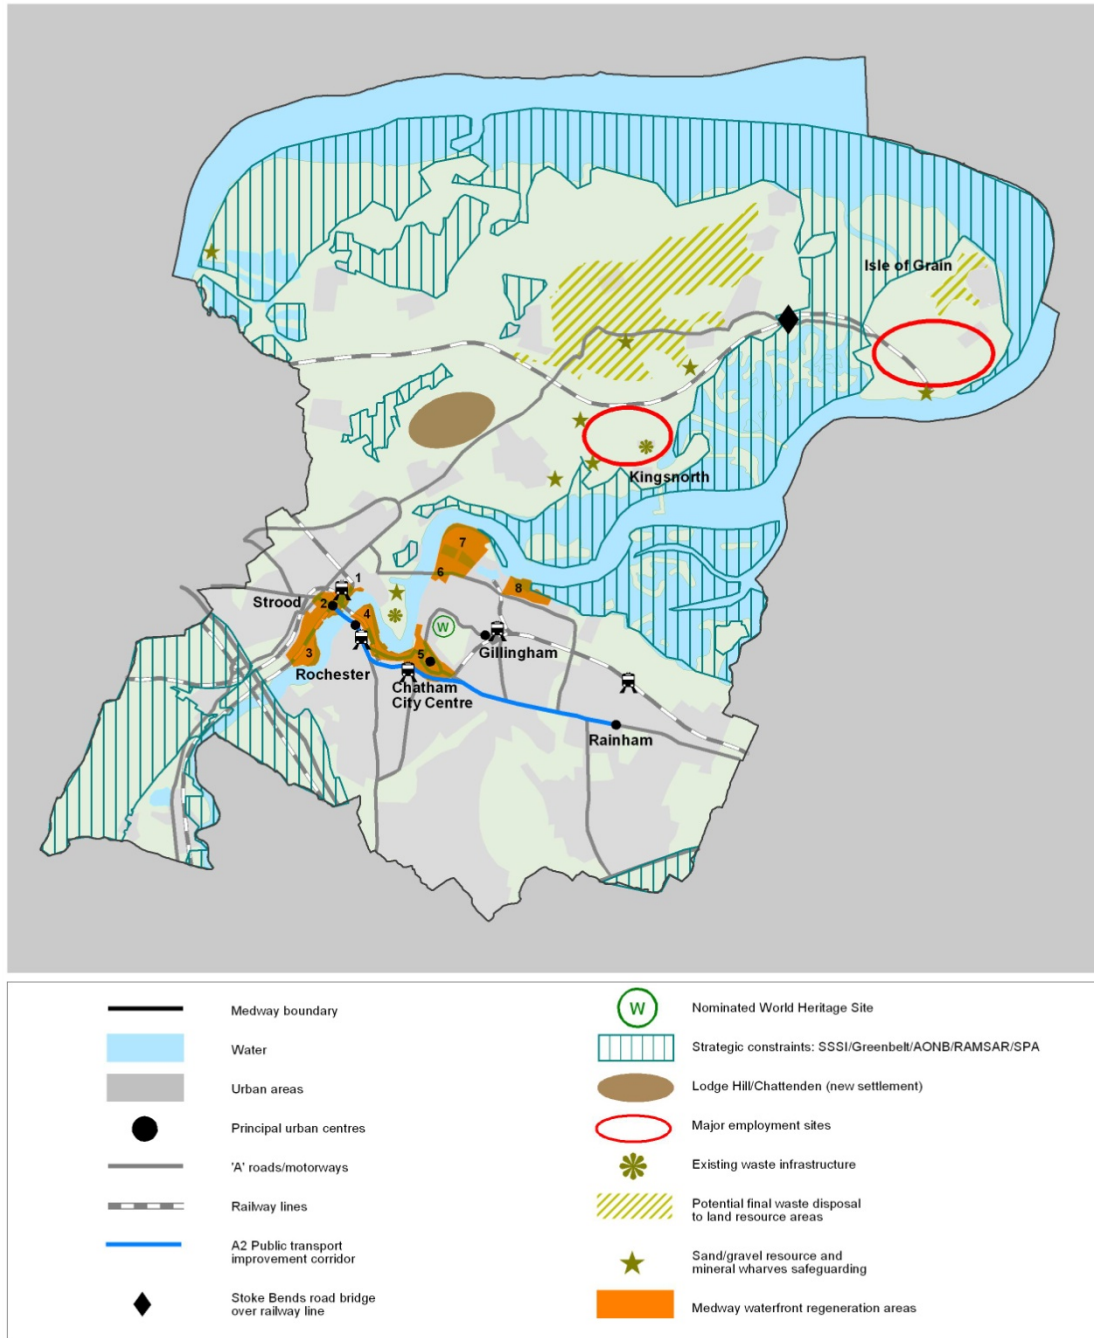 Isle of Grain
Kingsnorth
7
6
8
1
Strood
2
4
W
3
5
Gillingham
Rochester
Chatham
City Centre
Rainham
Medway boundary
Water
Urban areas
Principal urban centres
'A' roads/motorways
Railway lines
A2 Public transport
improvement corridor
Stoke Bends road bridge
over railway line
W
Nominated World Heritage Site
Strategic constraints: SSSI/Greenbelt/AONB/RAMSAR/SPA
Lodge Hill/Chattenden (new settlement)
Major employment sites
Existing waste infrastructure
Potential final waste disposal
to land resource areas
Sand/gravel resource and
mineral wharves safeguarding
Medway waterfront regeneration areas